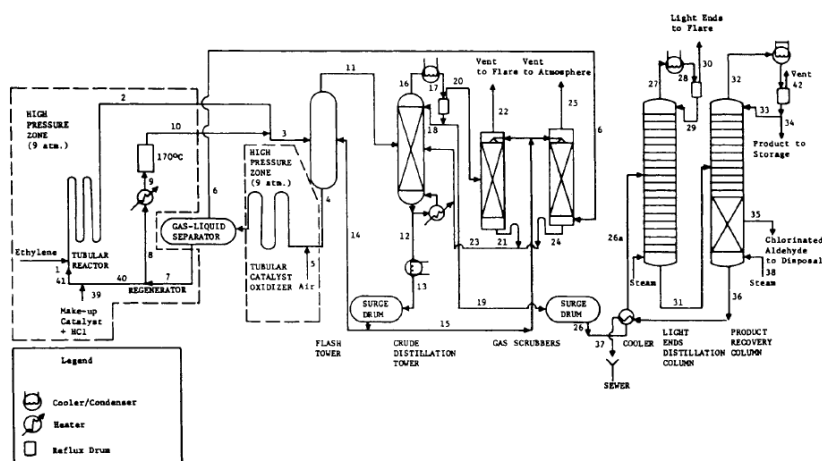 Light Ends
to Flare
30
27
28
29
32
Vent
42
33
34
Product to
Storage
11
16
17
20
18
Vent
to Flare
22
Vent
to Atmosphere
25
6
2
HIGH
PRESSURE
ZONE
(9 atm.)
10
170°C
9
3
HIGH
PRESSURE
ZONE
(9 atm.)
4
6
14
GAS-LIQUID
SEPARATOR
Ethylene
1
TUBULAR
REACTOR
8
41
40
7
39
REGENERATOR
Make-up
Catalyst
+ HCl
5
Air
TUBULAR
CATALYST
OXIDIZER
12
13
23
21
24
26a
35
Chlorinated
Aldehyde
to Disposal
Steam
31
38
Steam
36
SURGE
DRUM
19
SURGE
DRUM
26
15
37
FLASH
TOWER
CRUDE
DISTILLATION
TOWER
GAS SCRUBBERS
COOLER
LIGHT
ENDS
DISTILLATION
COLUMN
PRODUCT
RECOVERY
COLUMN
SEWER
Legend
Cooler/Condenser
Heater
Reflux Drum